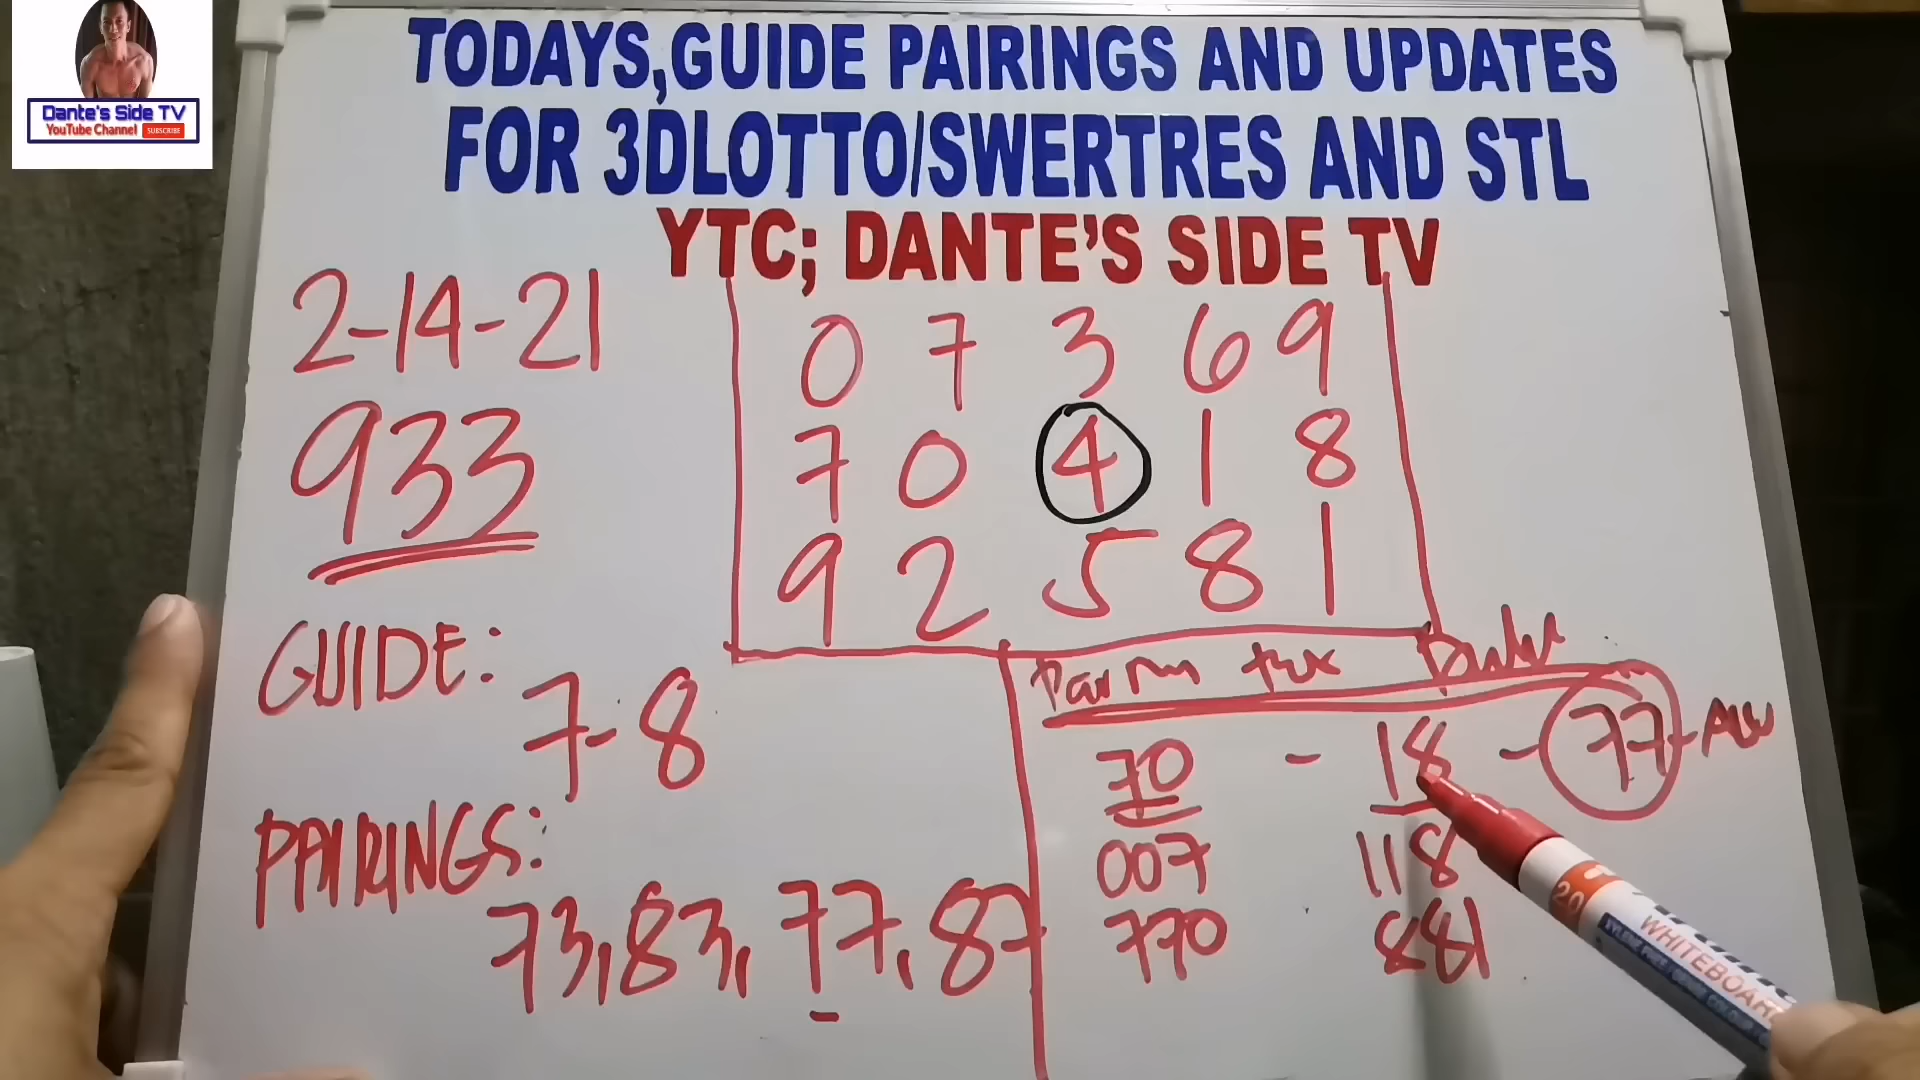 Dante's Side TV
YouTube Channel SUBSCRIBE
TODAYS,GUIDE PAIRINGS AND UPDATES
FOR 3DLOTTO/SWERTRES AND STL
YTC; DANTE'S SIDE TV
2-14-21
933
0 7 3 6 9
7 0 4 1 8
9 2 5 8 1
GUIDE:
7-8
PAIRINGS:
73,83,77,87
70 - 18 - 77
007 118
770 881
20
WHITEBOARD